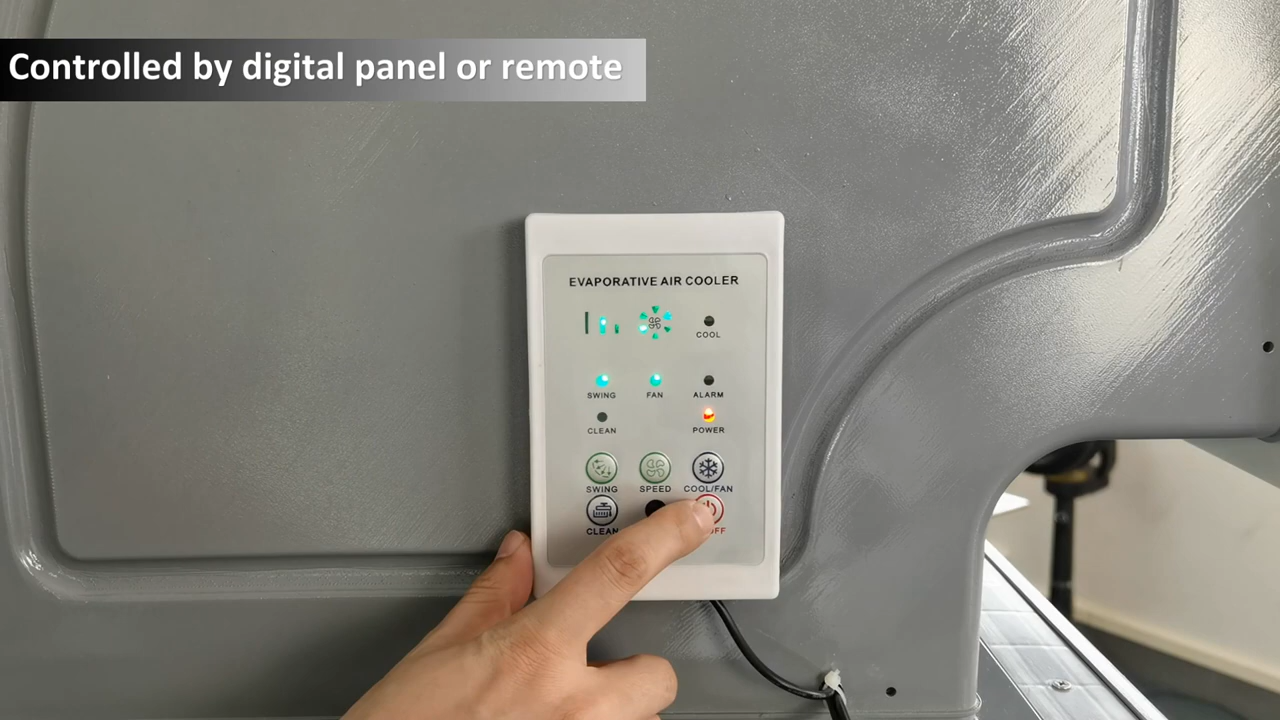 Controlled by digital panel or remote
EVAPORATIVE AIR COOLER
COOL
SWING FAN ALARM
CLEAN POWER
SWING SPEED COOL/FAN
CLEAN